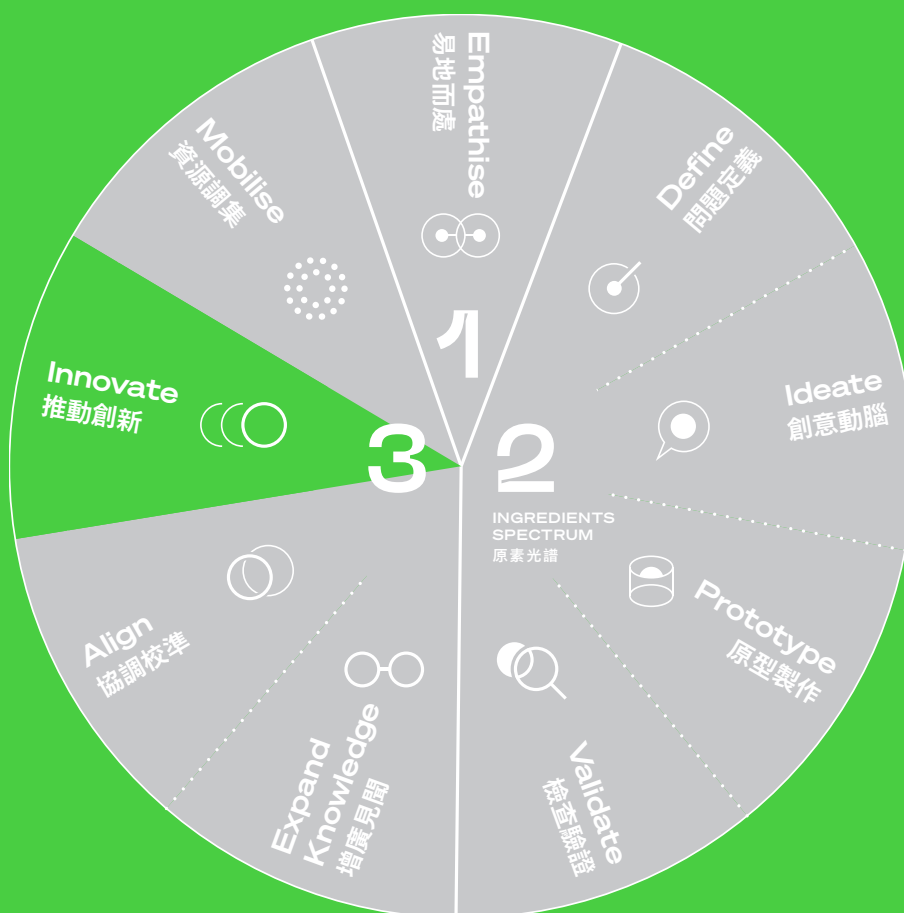 1
Empathise
易地而處
2
INGREDIENTS
SPECTRUM
原素光譜
Define
問題定義
Ideate
創意動腦
Prototype
原型製作
Validate
檢查驗證
3
Expand
Knowledge
增廣見聞
Align
協調校準
Innovate
推動創新
Mobilise
資源調集